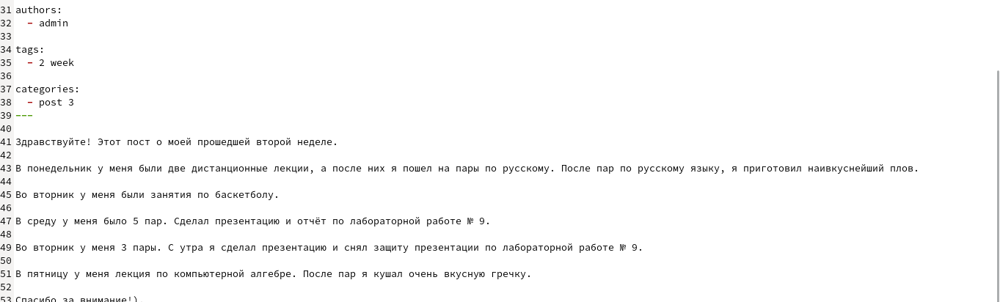 31 authors:
32   - admin
33
34 tags:
35   - 2 week
36
37 categories:
38   - post 3
39 ---
40
41 Здравствуйте! Этот пост о моей прошедшей второй неделе.
42
43 В понедельник у меня были две дистанционные лекции, а после них я пошел на пары по русскому. После пар по русскому языку, я приготовил наивкуснейший плов.
44
45 Во вторник у меня были занятия по баскетболу.
46
47 В среду у меня было 5 пар. Сделал презентацию и отчёт по лабораторной работе № 9.
48
49 Во вторник у меня 3 пары. С утра я сделал презентацию и снял защиту презентации по лабораторной работе № 9.
50
51 В пятницу у меня лекция по компьютерной алгебре. После пар я кушал очень вкусную гречку.
52
53 Спасибо за внимание!).